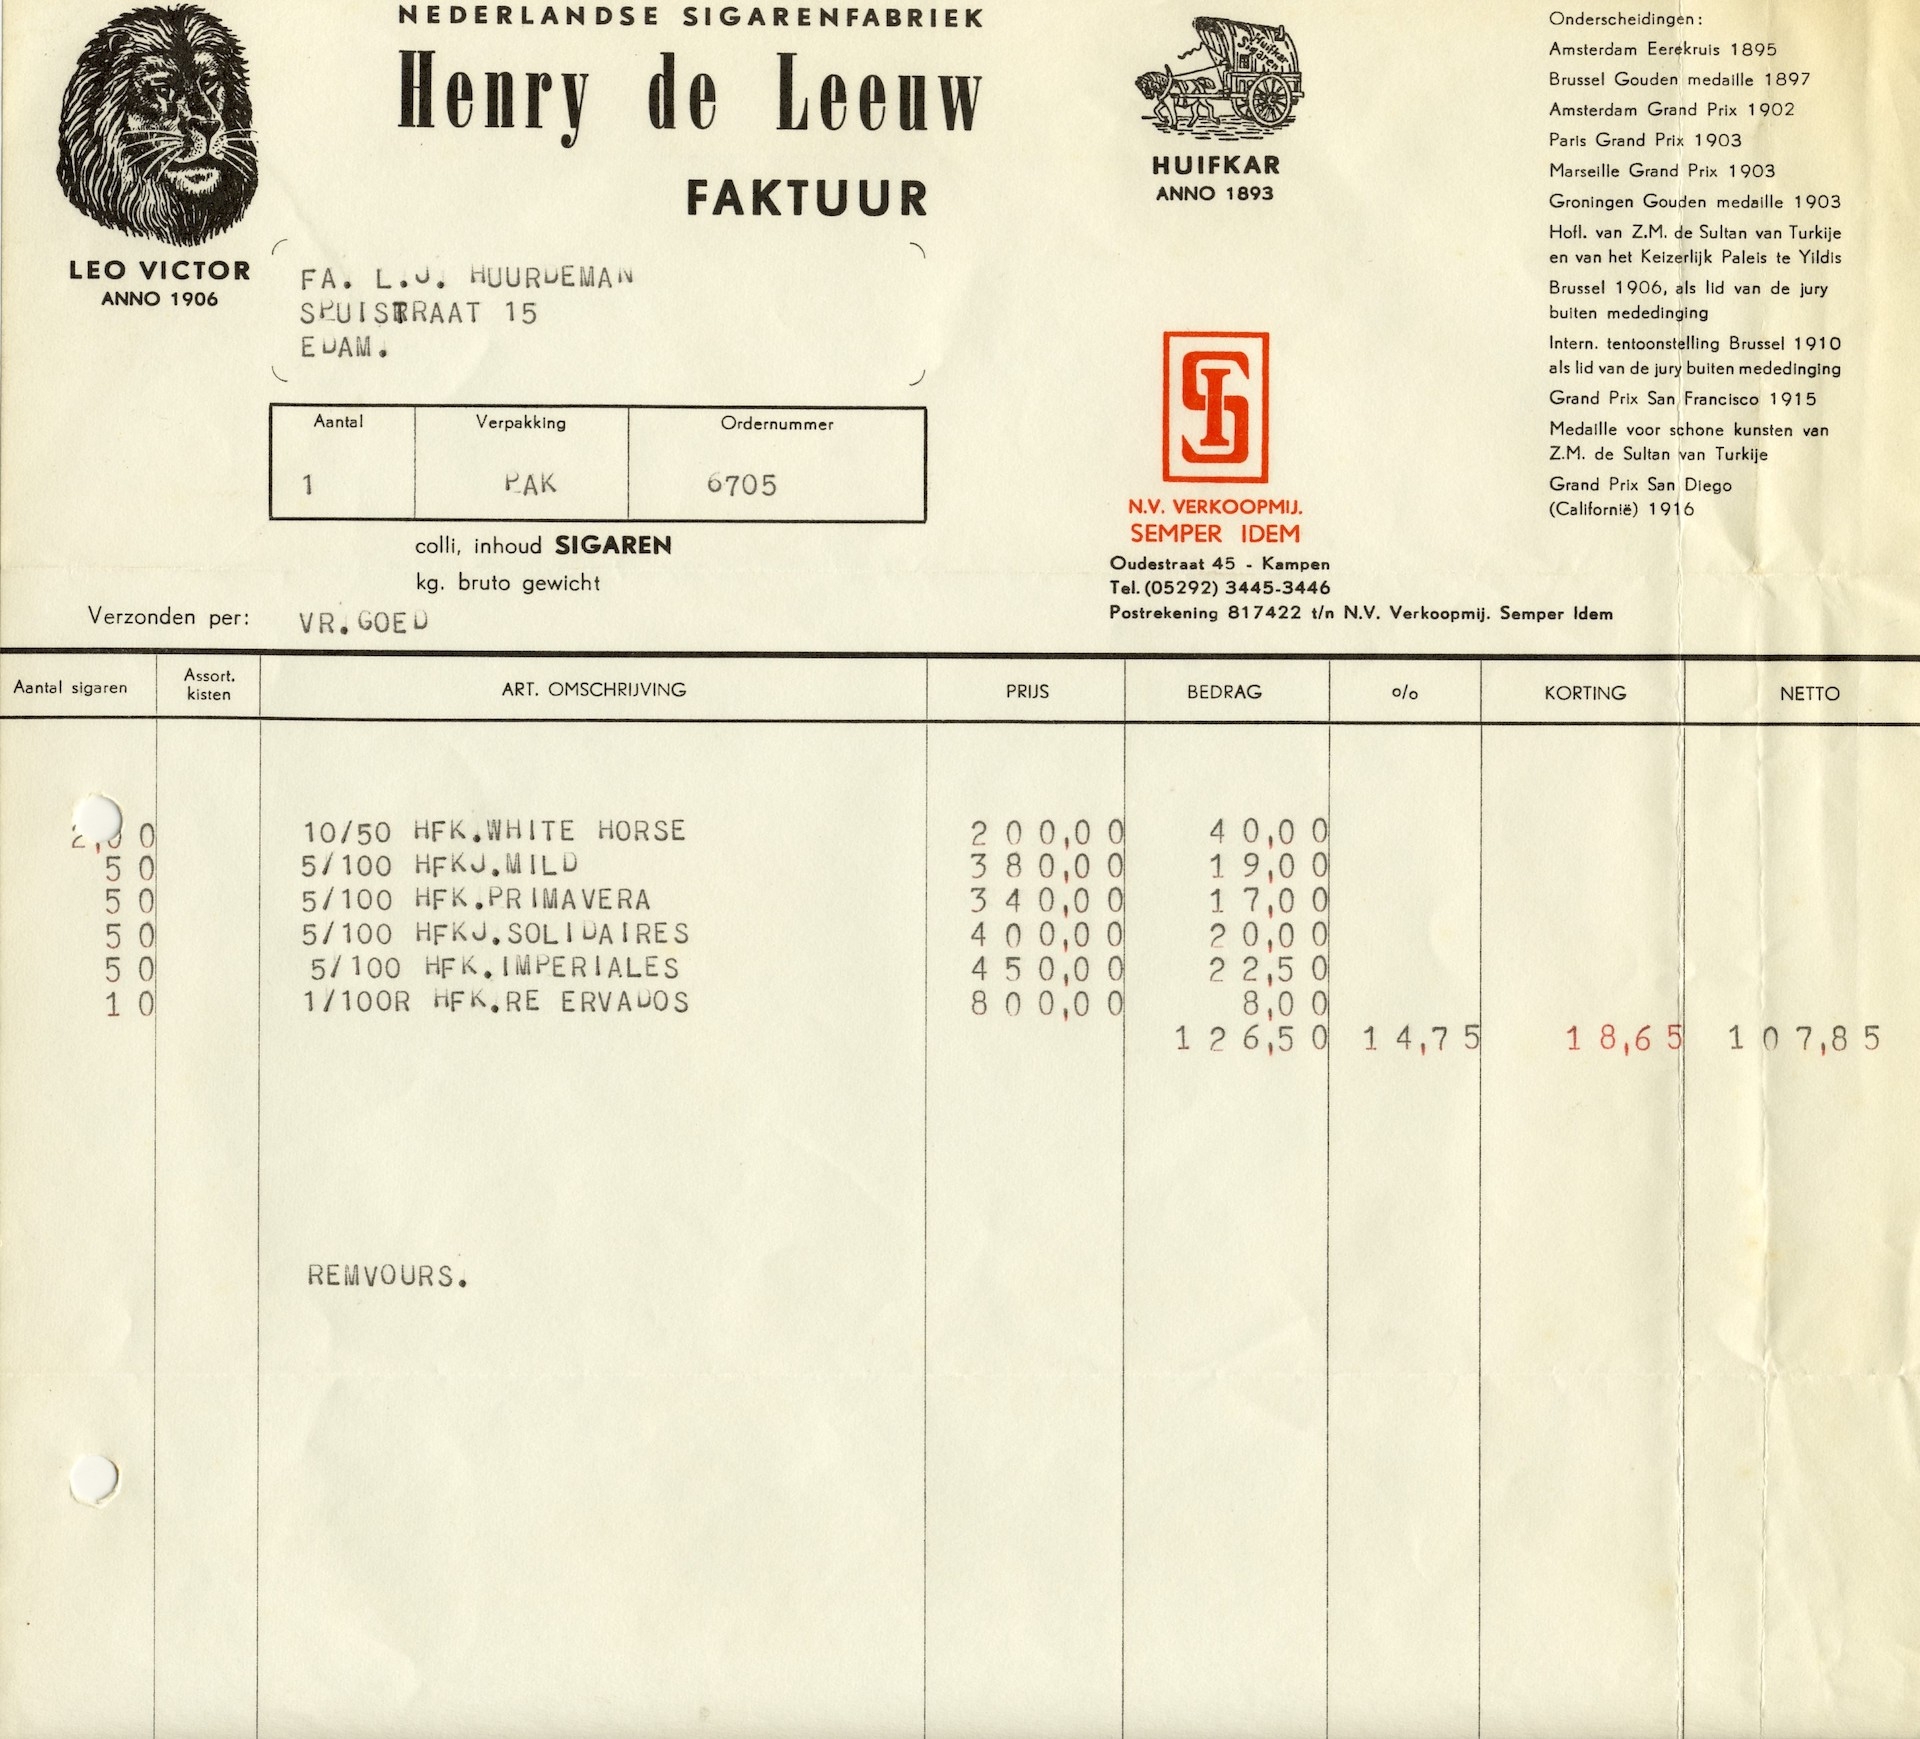 NEDERLANDSE SIGARENFABRIEK
Henry de Leeuw
FAKTUUR
LEO VICTOR
ANNO 1906
Huifkar
Sigaren
HUIFKAR
ANNO 1893
Onderscheidingen:
Amsterdam Eerekruis 1895
Brussel Gouden medaille 1897
Amsterdam Grand Prix 1902
Paris Grand Prix 1903
Marseille Grand Prix 1903
Groningen Gouden medaille 1903
Hofl. van Z.M. de Sultan van Turkije
en van het Keizerlijk Paleis te Yildis
Brussel 1906, als lid van de jury
buiten mededinging
Intern. tentoonstelling Brussel 1910
als lid van de jury buiten mededinging
Grand Prix San Francisco 1915
Medaille voor schone kunsten van
Z.M. de Sultan van Turkije
Grand Prix San Diego
(Californië) 1916
FA. L.J. HUURDEMAN
SPUISTRAAT 15
EDAM.
Aantal Verpakking Ordernummer
1 PAK 6705
colli, inhoud SIGAREN
kg. bruto gewicht
Verzonden per: VR.GOED
SI
N.V. VERKOOPMIJ.
SEMPER IDEM
Oudestraat 45 - Kampen
Tel. (05292) 3445-3446
Postrekening 817422 t/n N.V. Verkoopmij. Semper Idem
Aantal sigaren Assort. kisten ART. OMSCHRIJVING PRIJS BEDRAG o/o KORTING NETTO
10/50 HFK.WHITE HORSE 200,00 40,00
50 5/100 HFKJ.MILD 380,00 19,00
50 5/100 HFK.PRIMAVERA 340,00 17,00
50 5/100 HFKJ.SOLIDAIRES 400,00 20,00
50 5/100 HFK.IMPERIALES 450,00 22,50
10 1/100R HFK.RE ERVADOS 800,00 8,00
126,50 14,75 18,65 107,85
REMVOURS.